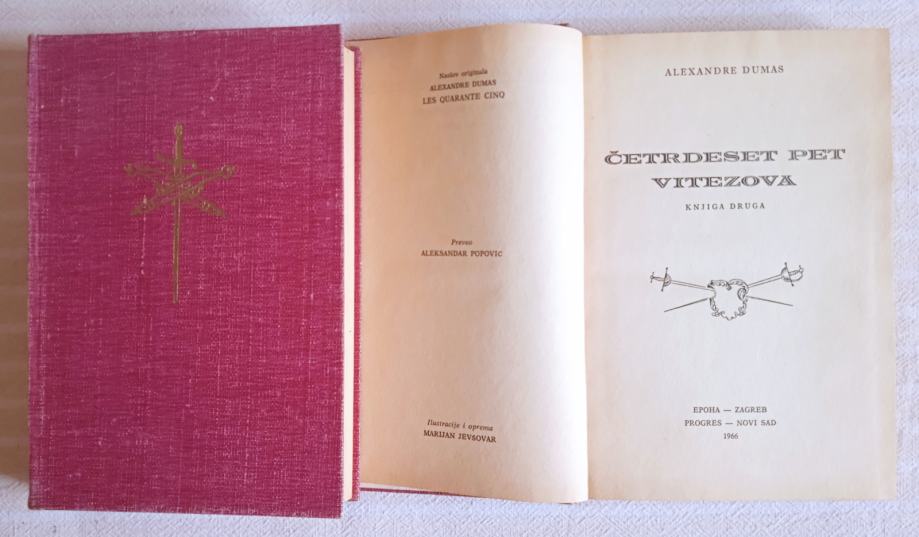 Naslov originala
ALEXANDRE DUMAS
LES QUARANTE CINQ
Preveo
ALEKSANDAR POPOVIC
Ilustracije i oprema
MARIJAN JEVŠOVAR
ALEXANDRE DUMAS
ČETRDESET PET
VITEZOVA
KNJIGA DRUGA
EPOHA — ZAGREB
PROGRES — NOVI SAD
1966